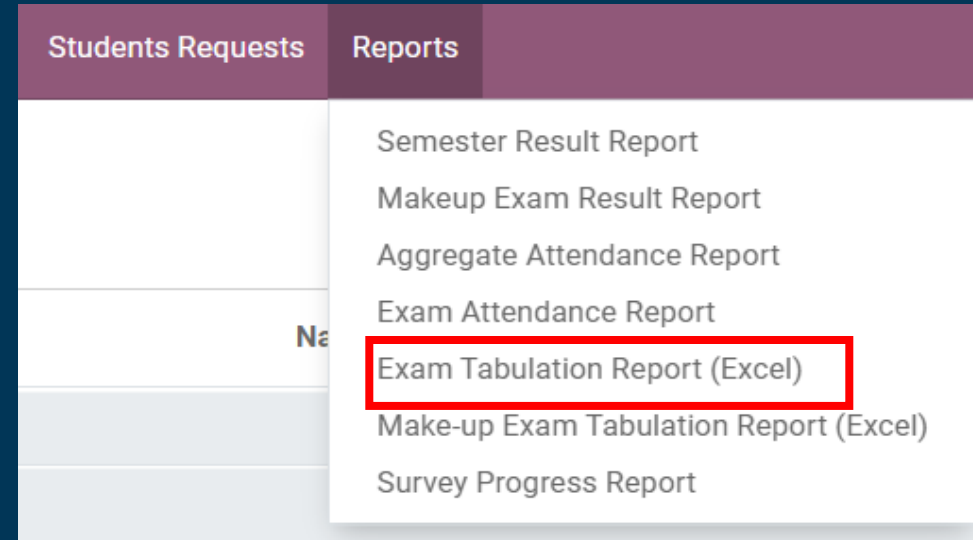 Students Requests Reports
Semester Result Report
Makeup Exam Result Report
Aggregate Attendance Report
Exam Attendance Report
Na
Exam Tabulation Report (Excel)
Make-up Exam Tabulation Report (Excel)
Survey Progress Report